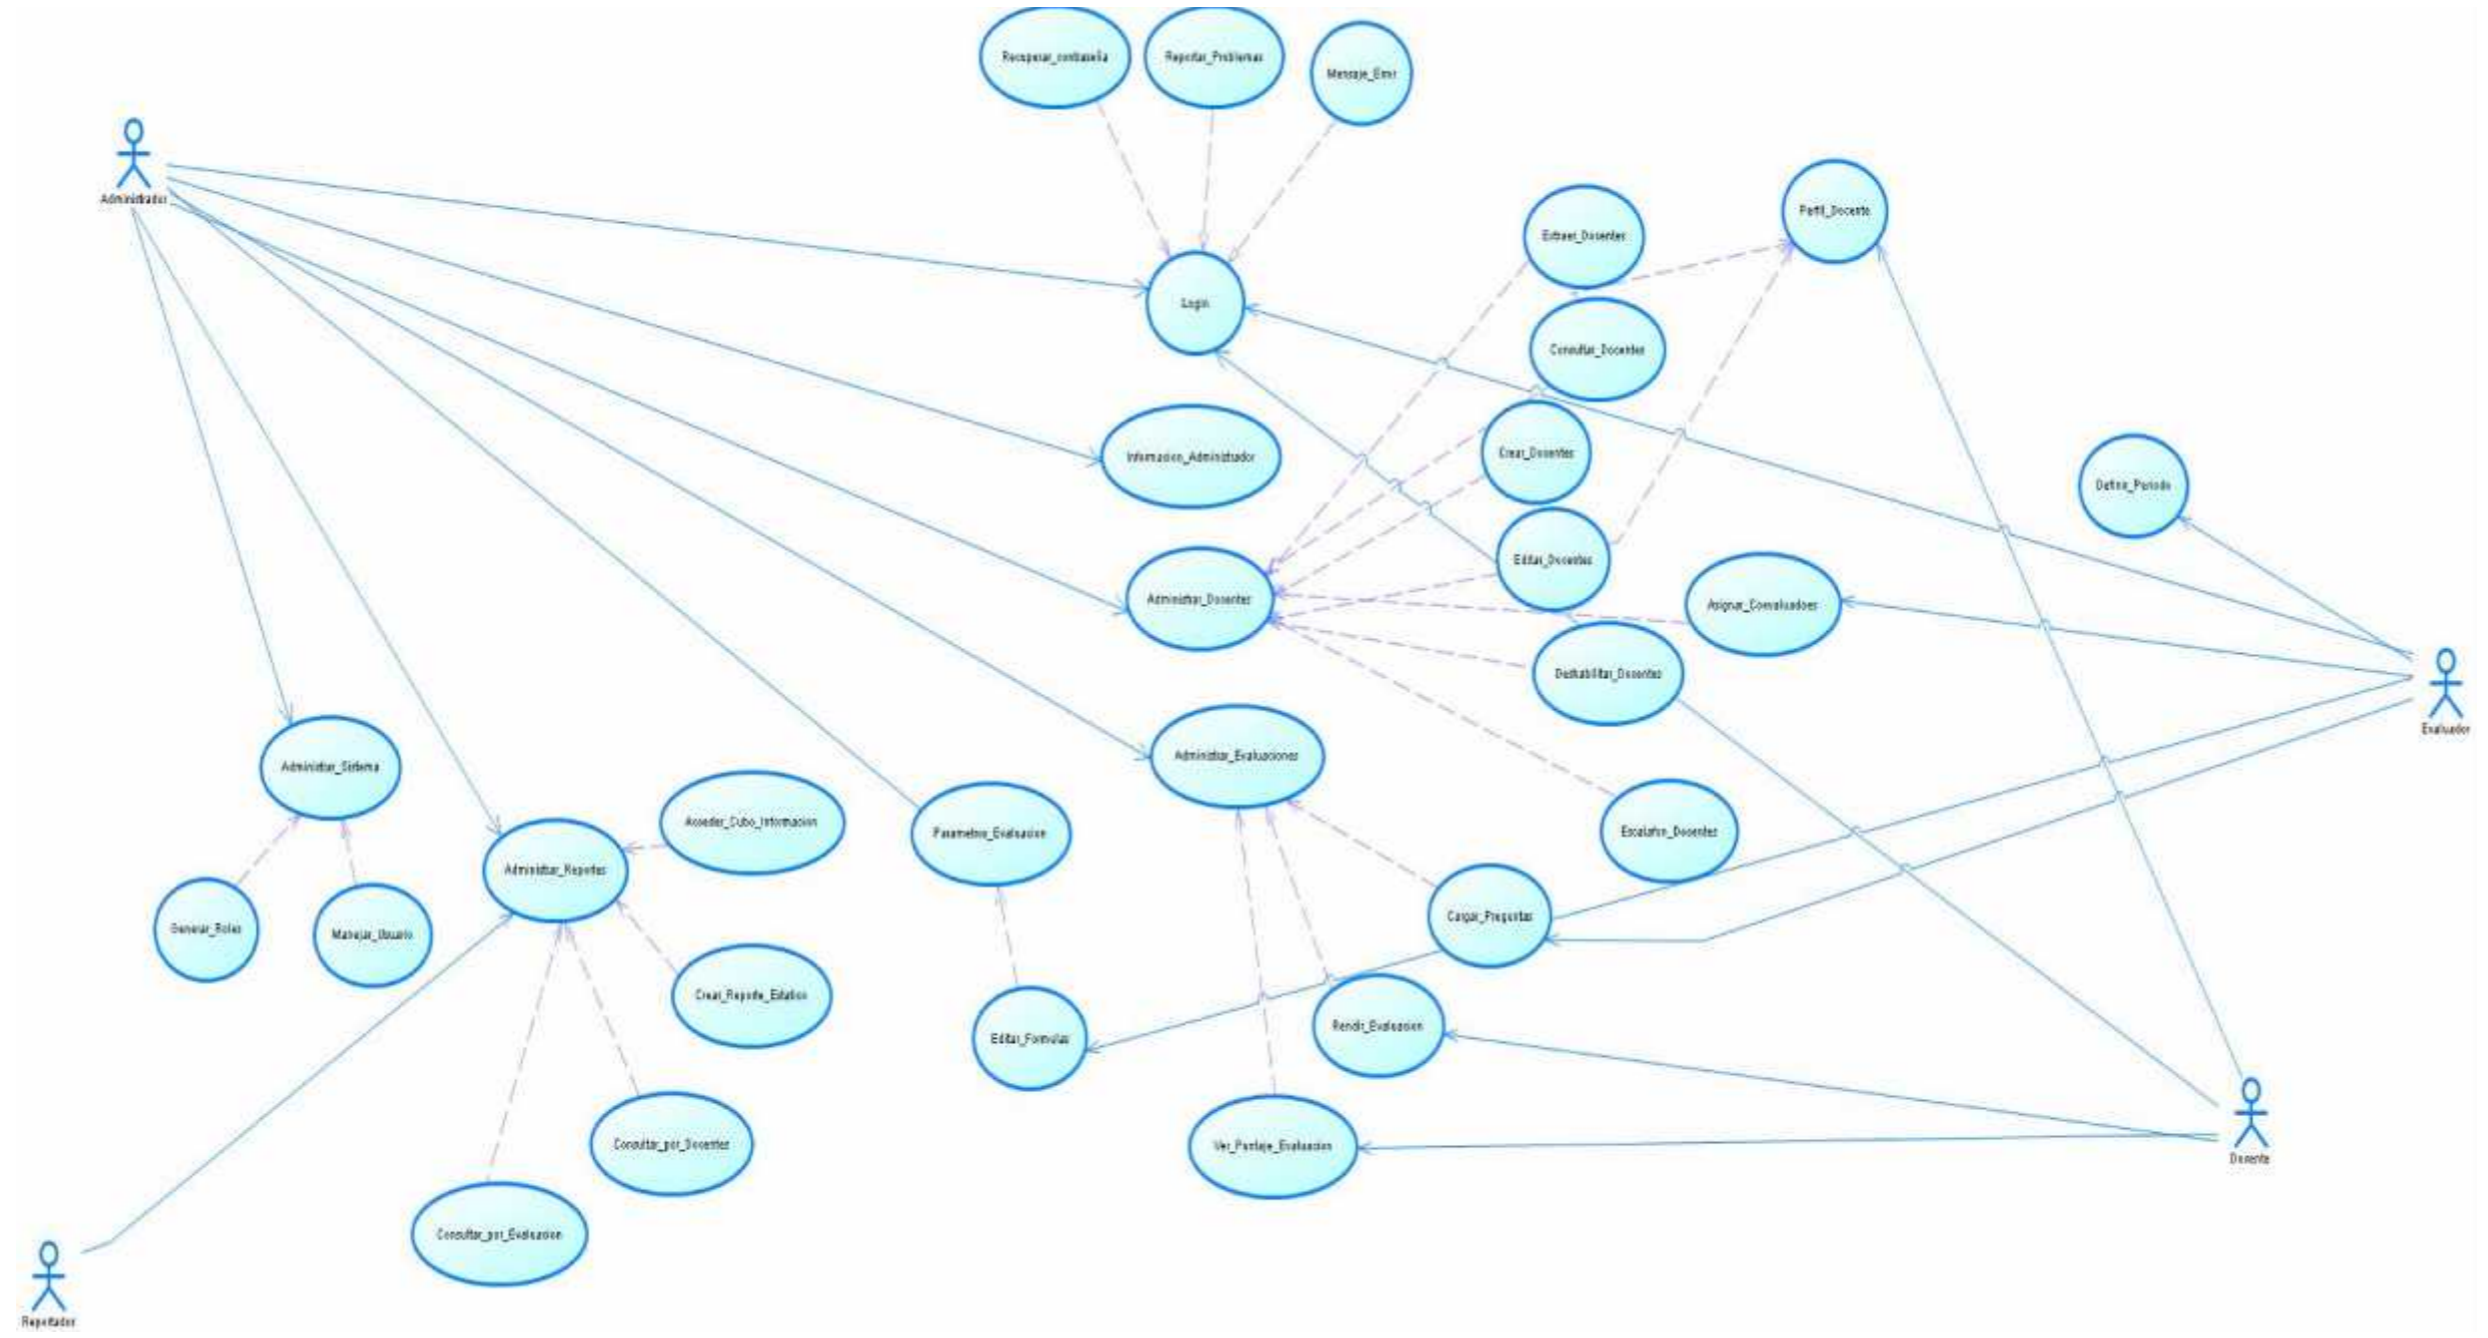 Recuperar_contraseña
Reportar_Problemas
Mensaje_Error
Administrador
Perfil_Docente
Extraer_Docentes
Login
Consultar_Docentes
Informacion_Administrador
Crear_Docentes
Definir_Periodo
Editar_Docentes
Administrar_Docentes
Asignar_Coevaluadoes
Deshabilitar_Docentes
Evaluador
Administrar_Evaluaciones
Administrar_Sistema
Acceder_Cubo_Informacion
Parametros_Evaluacion
Escalafon_Docentes
Administrar_Reportes
Cargar_Preguntas
Generar_Roles
Manejar_Usuario
Crear_Reporte_Estatico
Rendir_Evaluacion
Editar_Formulas
Consultar_por_Docentes
Ver_Puntaje_Evaluacion
Docente
Consultar_por_Evaluacion
Reportador